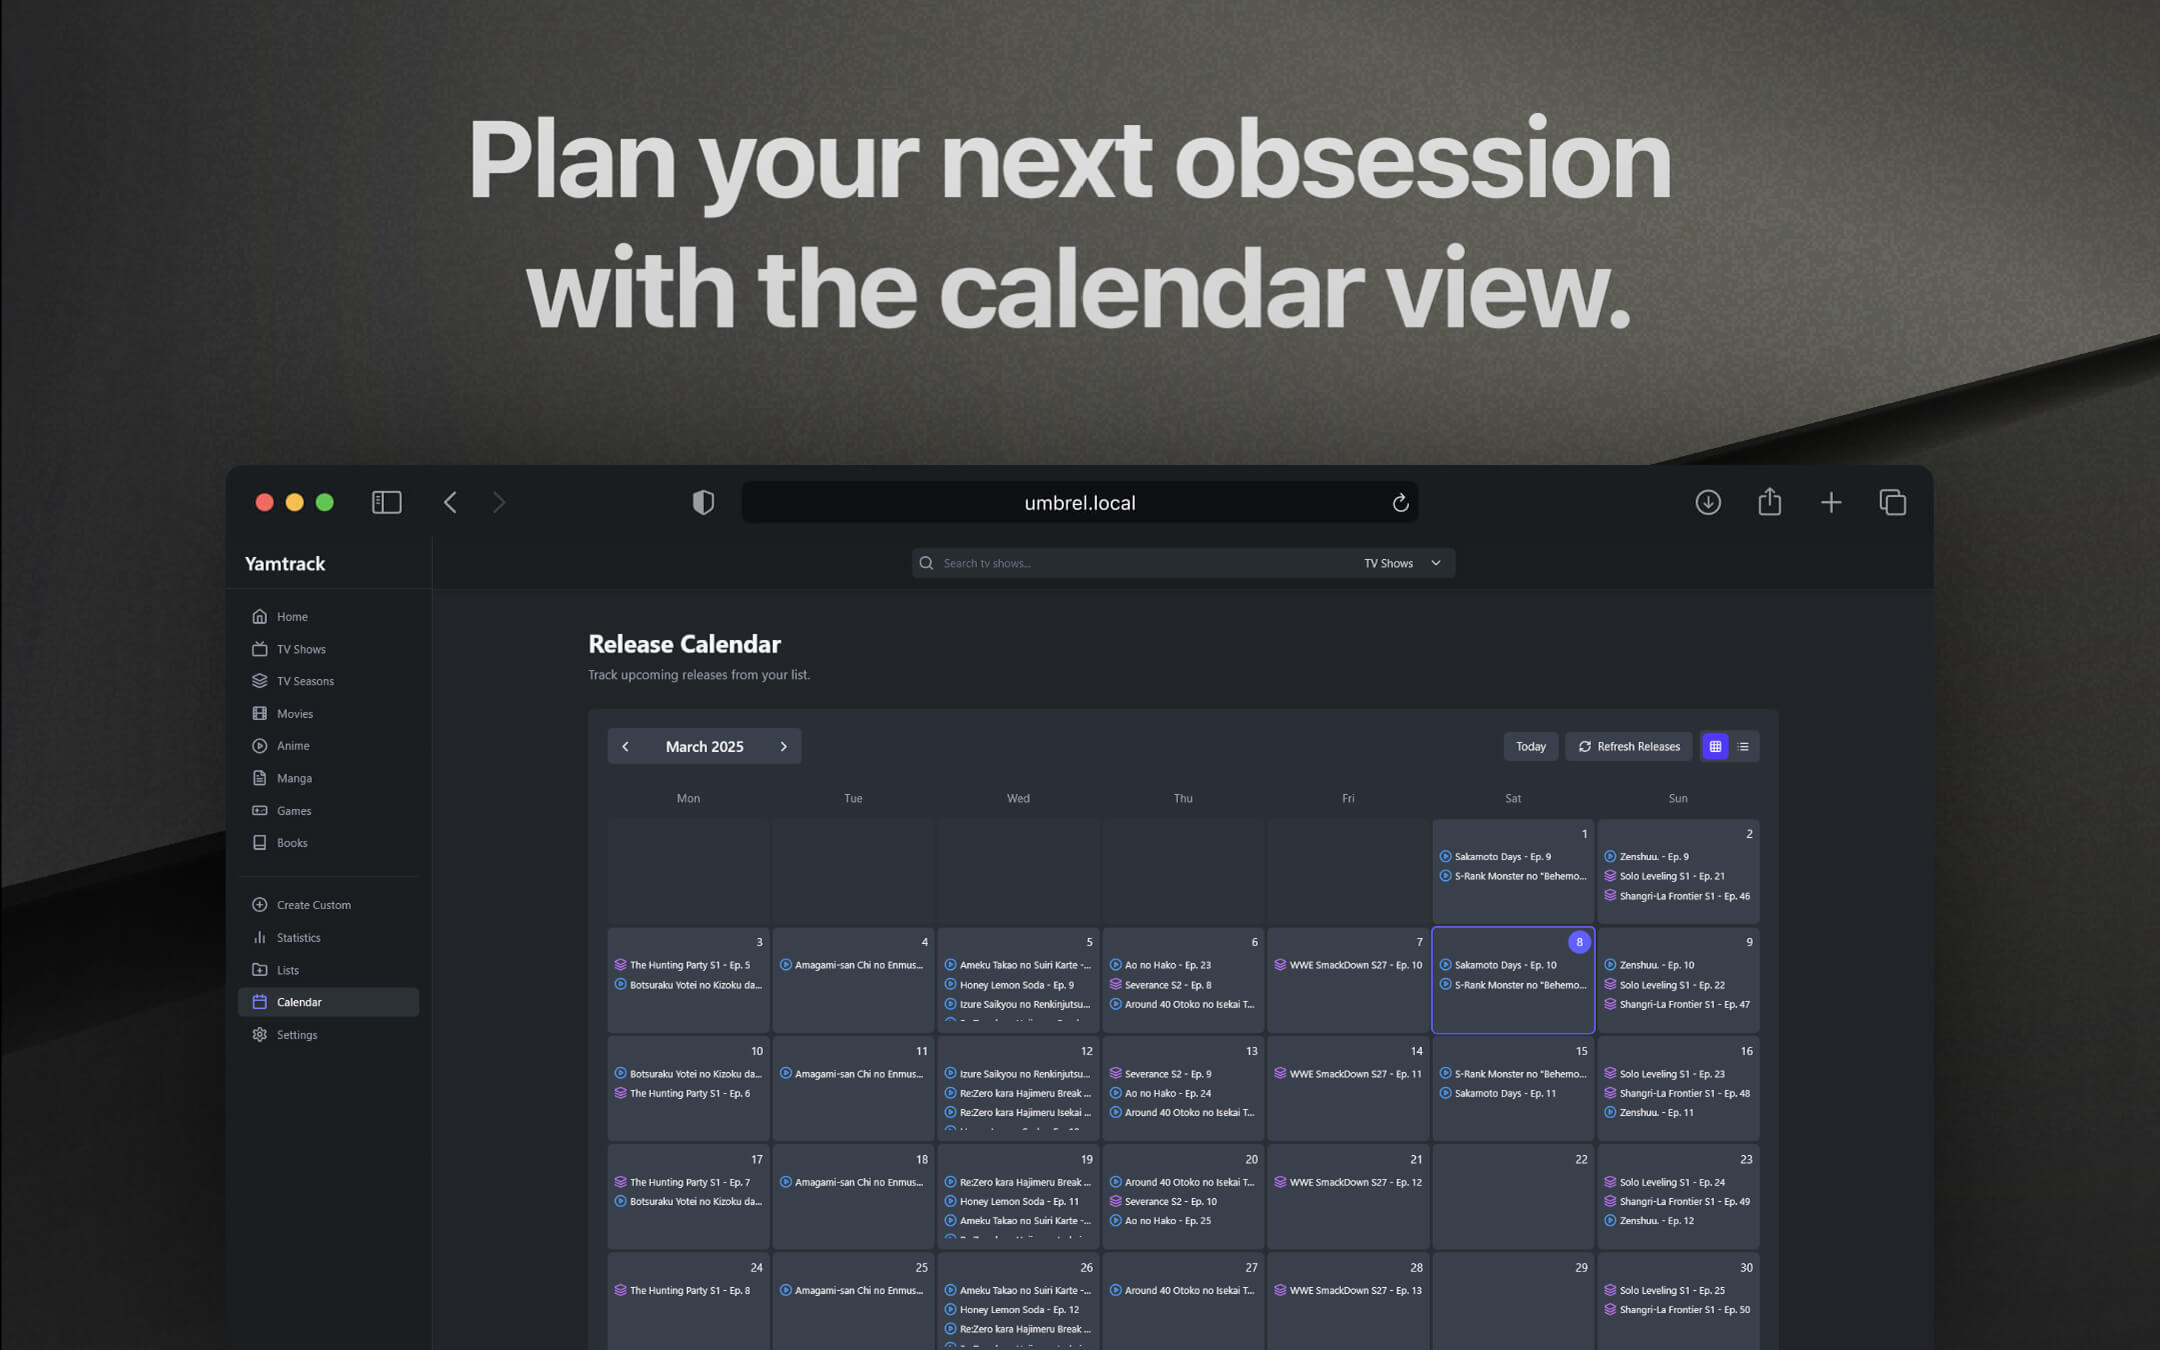 Plan your next obsession
with the calendar view.
umbrel.local
Yamtrack
Search tv shows...
TV Shows
Home
TV Shows
TV Seasons
Movies
Anime
Manga
Games
Books
Create Custom
Statistics
Lists
Calendar
Settings
Release Calendar
Track upcoming releases from your list.
March 2025
Today
Refresh Releases
Mon Tue Wed Thu Fri Sat Sun
1
Sakamoto Days - Ep. 9
S-Rank Monster no "Behemo...
2
Zenshuu. - Ep. 9
Solo Leveling S1 - Ep. 21
Shangri-La Frontier S1 - Ep. 46
3
The Hunting Party S1 - Ep. 5
Botsuraku Yotei no Kizoku da...
4
Amagami-san Chi no Enmus...
5
Ameku Takao no Suiri Karte -...
Honey Lemon Soda - Ep. 9
Izure Saikyou no Renkinjutsu...
6
Ao no Hako - Ep. 23
Severance S2 - Ep. 8
Around 40 Otoko no Isekai T...
7
WWE SmackDown S27 - Ep. 10
8
Sakamoto Days - Ep. 10
S-Rank Monster no "Behemo...
9
Zenshuu. - Ep. 10
Solo Leveling S1 - Ep. 22
Shangri-La Frontier S1 - Ep. 47
10
Botsuraku Yotei no Kizoku da...
The Hunting Party S1 - Ep. 6
11
Amagami-san Chi no Enmus...
12
Izure Saikyou no Renkinjutsu...
Re:Zero kara Hajimeru Break ...
Re:Zero kara Hajimeru Isekai ...
13
Severance S2 - Ep. 9
Ao no Hako - Ep. 24
Around 40 Otoko no Isekai T...
14
WWE SmackDown S27 - Ep. 11
15
S-Rank Monster no "Behemo...
Sakamoto Days - Ep. 11
16
Solo Leveling S1 - Ep. 23
Shangri-La Frontier S1 - Ep. 48
Zenshuu. - Ep. 11
17
The Hunting Party S1 - Ep. 7
Botsuraku Yotei no Kizoku da...
18
Amagami-san Chi no Enmus...
19
Re:Zero kara Hajimeru Break ...
Honey Lemon Soda - Ep. 11
Ameku Takao no Suiri Karte -...
20
Around 40 Otoko no Isekai T...
Severance S2 - Ep. 10
Ao no Hako - Ep. 25
21
WWE SmackDown S27 - Ep. 12
22
23
Solo Leveling S1 - Ep. 24
Shangri-La Frontier S1 - Ep. 49
Zenshuu. - Ep. 12
24
The Hunting Party S1 - Ep. 8
25
Amagami-san Chi no Enmus...
26
Ameku Takao no Suiri Karte -...
Honey Lemon Soda - Ep. 12
Re:Zero kara Hajimeru Break ...
27
Around 40 Otoko no Isekai T...
28
WWE SmackDown S27 - Ep. 13
29
30
Solo Leveling S1 - Ep. 25
Shangri-La Frontier S1 - Ep. 50